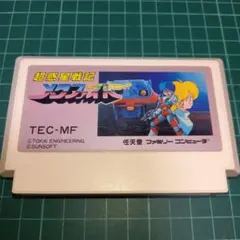 超惑星戦記
メタファイト
TEC-MF
©TOKAI ENGINEERING
©SUNSOFT
任天堂 ファミリー コンピュータ